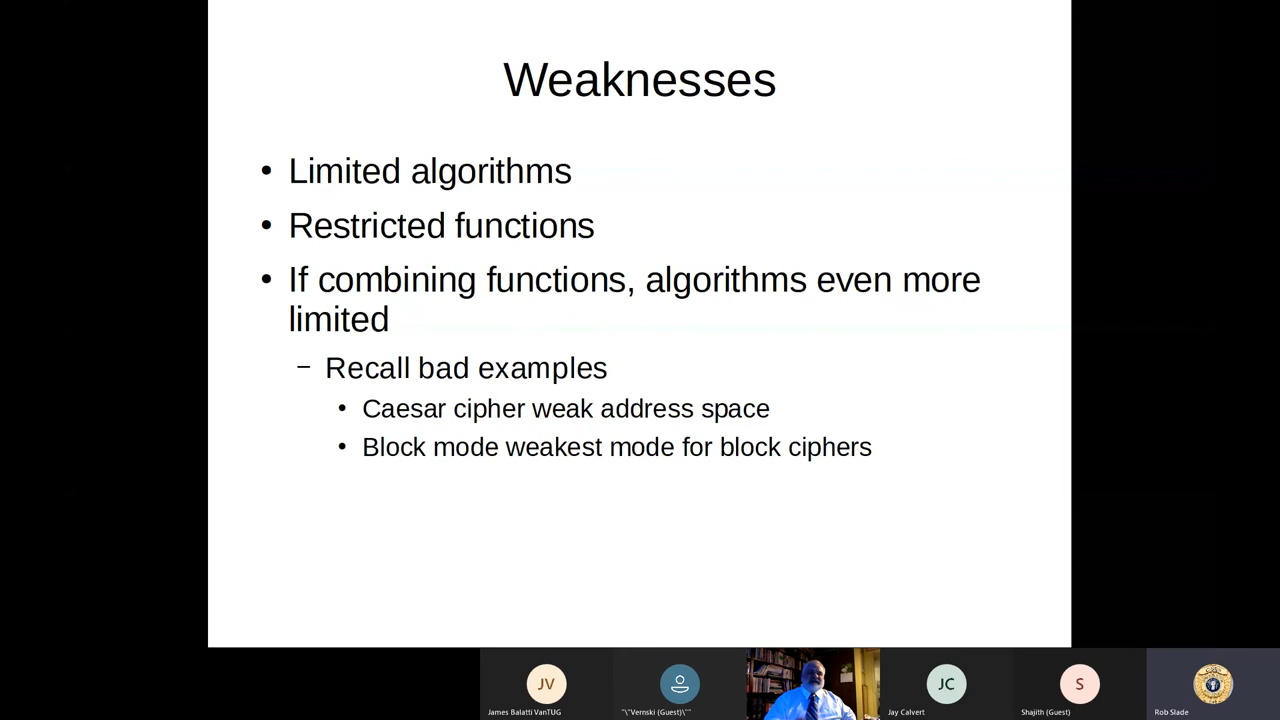 Weaknesses
• Limited algorithms
• Restricted functions
• If combining functions, algorithms even more
limited
– Recall bad examples
• Caesar cipher weak address space
• Block mode weakest mode for block ciphers
JV
JC
S
James Balatti VanTUG
"\"Vernski (Guest)\""
Jay Calvert
Shajith (Guest)
Rob Slade